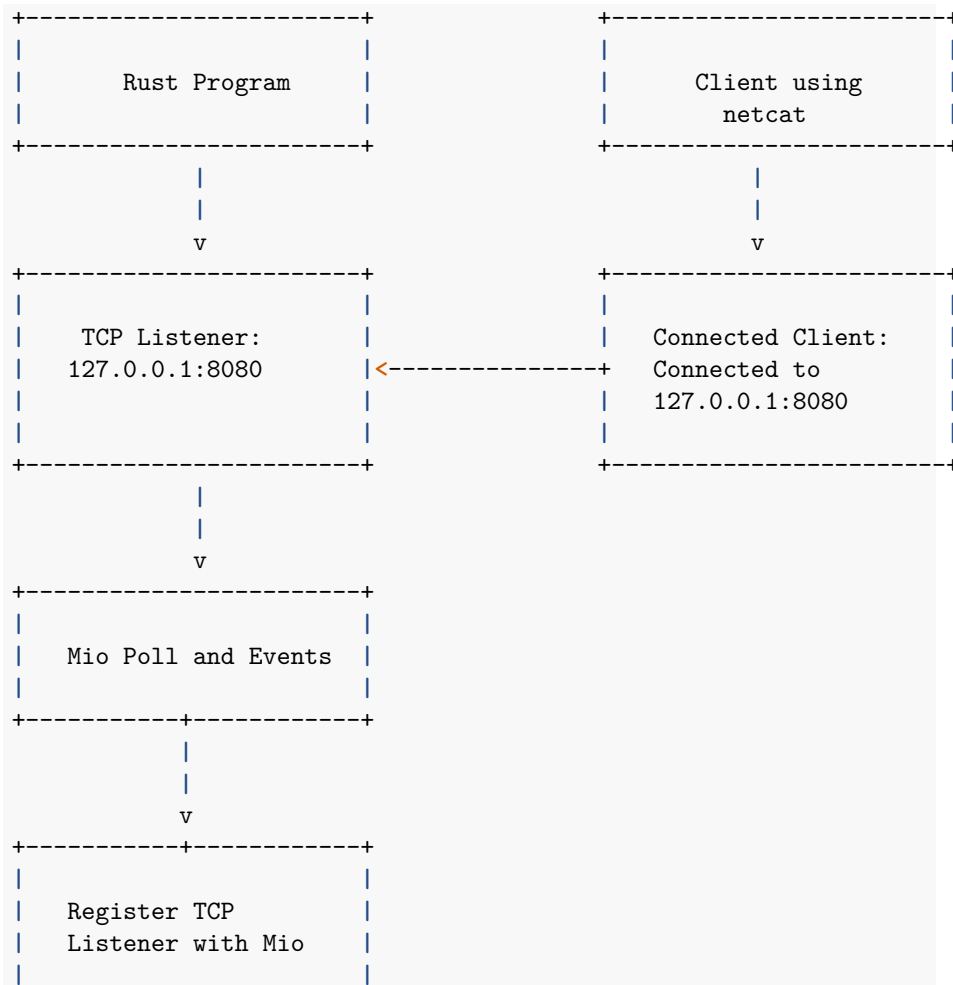 Rust Program
Client using
netcat
TCP Listener:
127.0.0.1:8080
Connected Client:
Connected to
127.0.0.1:8080
Mio Poll and Events
Register TCP
Listener with Mio